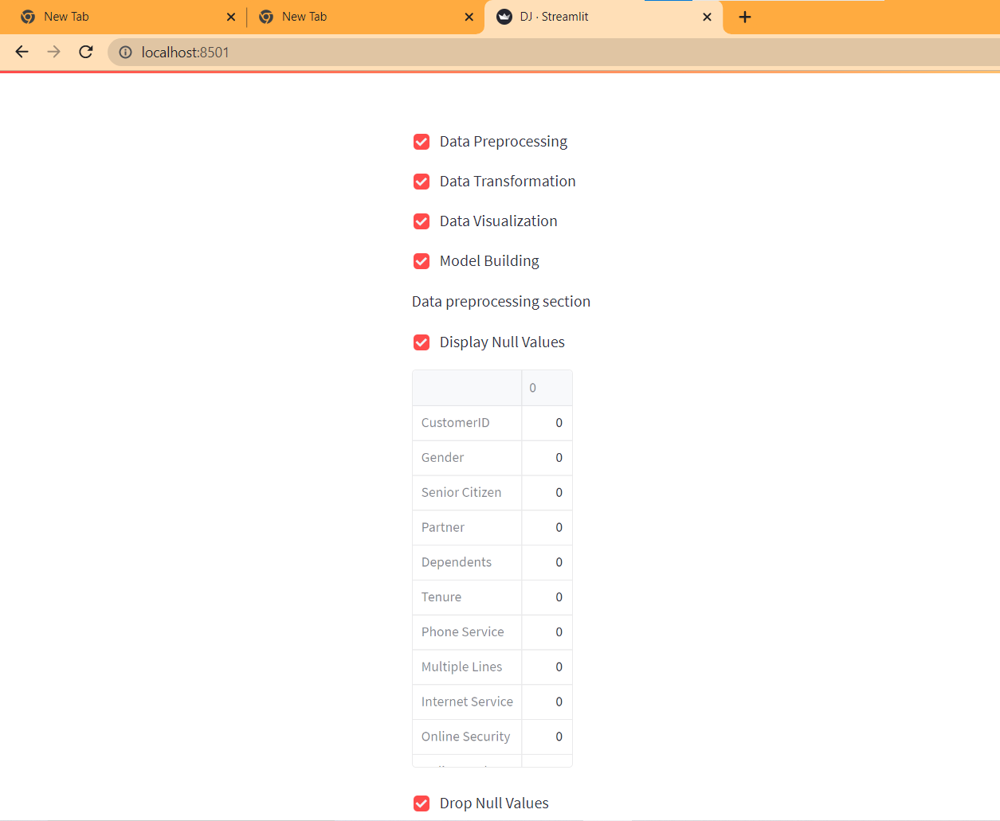 New Tab
New Tab
DJ · Streamlit
localhost:8501
Data Preprocessing
Data Transformation
Data Visualization
Model Building
Data preprocessing section
Display Null Values
0
CustomerID 0
Gender 0
Senior Citizen 0
Partner 0
Dependents 0
Tenure 0
Phone Service 0
Multiple Lines 0
Internet Service 0
Online Security 0
Drop Null Values